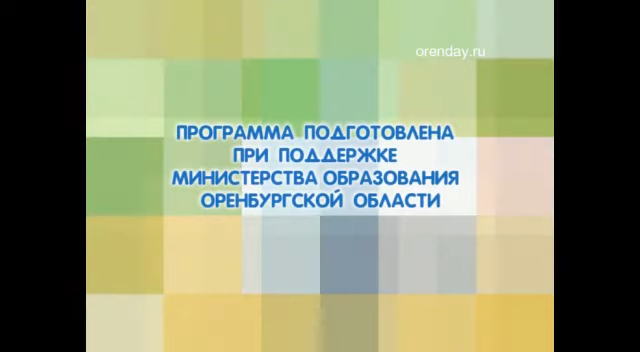 orenday.ru
ПРОГРАММА ПОДГОТОВЛЕНА
ПРИ ПОДДЕРЖКЕ
МИНИСТЕРСТВА ОБРАЗОВАНИЯ
ОРЕНБУРГСКОЙ ОБЛАСТИ